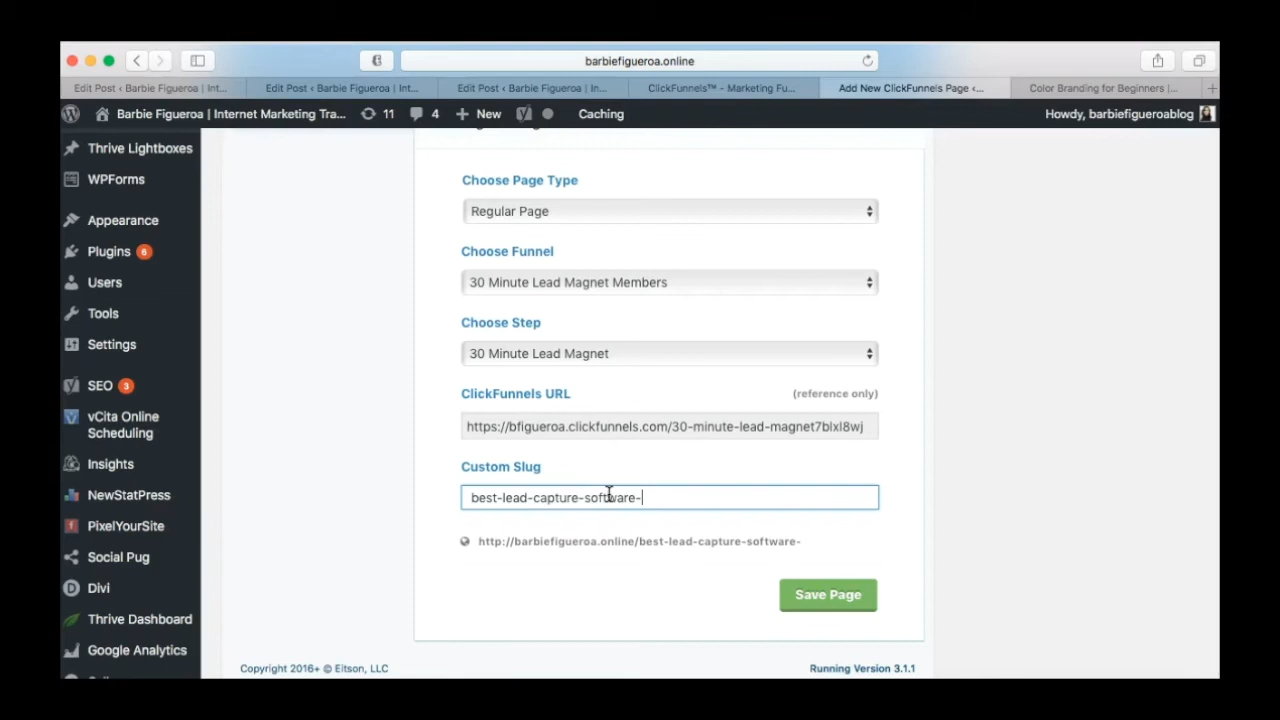 barbiefigueroa.online
Edit Post ‹ Barbie Figueroa | Int...
Edit Post ‹ Barbie Figueroa | Int...
Edit Post ‹ Barbie Figueroa | In...
ClickFunnels™ - Marketing Fu...
Add New ClickFunnels Page ‹...
Color Branding for Beginners |...
Barbie Figueroa | Internet Marketing Tra... 11 4 New Caching Howdy, barbiefigueroablog
Thrive Lightboxes
WPForms
Appearance
Plugins 6
Users
Tools
Settings
SEO 3
vCita Online
Scheduling
Insights
NewStatPress
PixelYourSite
Social Pug
Divi
Thrive Dashboard
Google Analytics
Choose Page Type
Regular Page
Choose Funnel
30 Minute Lead Magnet Members
Choose Step
30 Minute Lead Magnet
ClickFunnels URL (reference only)
https://bfigueroa.clickfunnels.com/30-minute-lead-magnet7blxl8wj
Custom Slug
best-lead-capture-software-
http://barbiefigueroa.online/best-lead-capture-software-
Save Page
Copyright 2016+ © Eitson, LLC Running Version 3.1.1